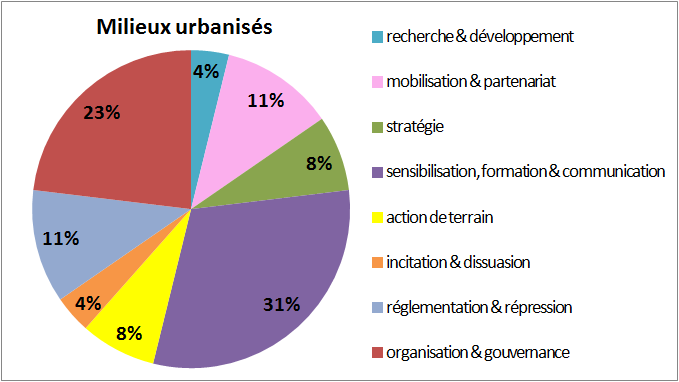 Milieux urbanisés
4%
11%
8%
31%
8%
4%
11%
23%
recherche & développement
mobilisation & partenariat
stratégie
sensibilisation, formation & communication
action de terrain
incitation & dissuasion
réglementation & répression
organisation & gouvernance